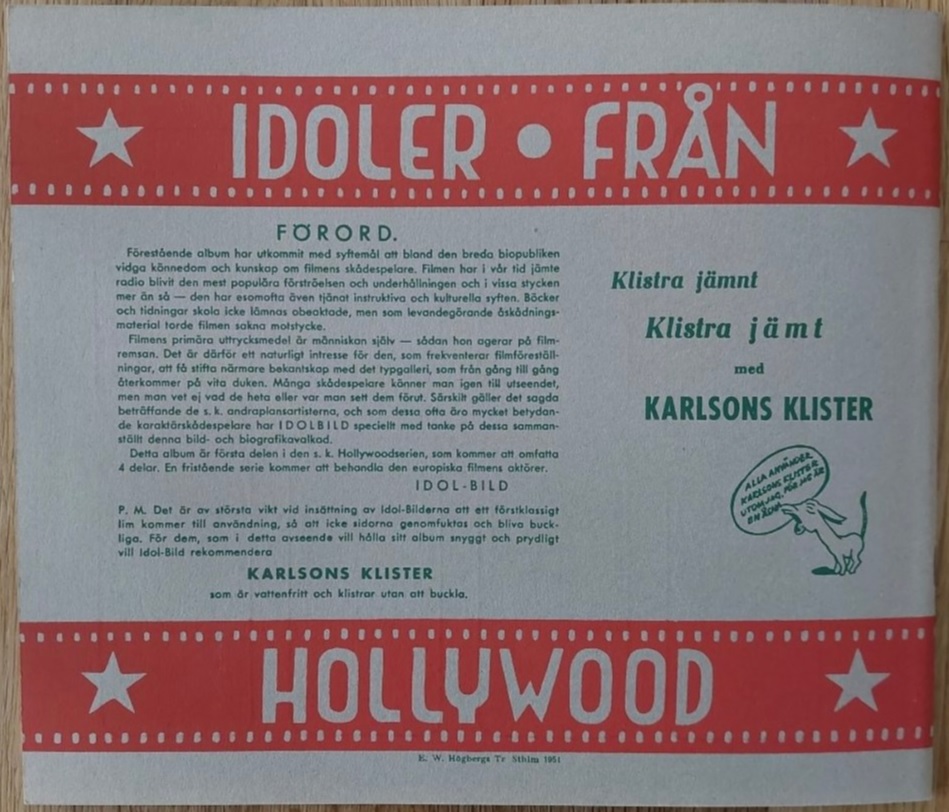 IDOLER • FRÅN
FÖRORD.
Förestående album har utkommit med syftemål att bland den breda biopubliken
vidga kännedom och kunskap om filmens skådespelare. Filmen har i vår tid jämte
radio blivit den mest populära förströelsen och underhållningen och i vissa stycken
mer än så — den har esomofta även tjänat instruktiva och kulturella syften. Böcker
och tidningar skola icke lämnas obeaktade, men som levandegörande åskådnings-
material torde filmen sakna motstycke.
Filmens primära uttrycksmedel är människan själv — sådan hon agerar på film-
remsan. Det är därför ett naturligt intresse för den, som frekventerar filmföreställ-
ningar, att få stifta närmare bekantskap med det typgalleri, som från gång till gång
återkommer på vita duken. Många skådespelare känner man igen till utseendet,
men man vet ej vad de heta eller var man sett dem förut. Särskilt gäller det sagda
beträffande de s. k. andraplansartisterna, och som dessa ofta äro mycket betydan-
de karaktärskådespelare har IDOLBILD speciellt med tanke på dessa samman-
ställt denna bild- och biografikavalkad.
Detta album är första delen i den s. k. Hollywoodserien, som kommer att omfatta
4 delar. En fristående serie kommer att behandla den europiska filmens aktörer.
IDOL-BILD
P. M. Det är av största vikt vid insättning av Idol-Bilderna att ett förstklassigt
lim kommer till användning, så att icke sidorna genomfuktas och bliva buck-
liga. För dem, som i detta avseende vill hålla sitt album snyggt och prydligt
vill Idol-Bild rekommendera
KARLSONS KLISTER
som är vattenfritt och klistrar utan att buckla.
Klistra jämnt
Klistra jämt
med
KARLSONS KLISTER
ALLA ANVÄNDER
KARLSONS KLISTER
UTOM JAG, FÖR JAG ÄR
EN ÅSNA
HOLLYWOOD
E. W. Högbergs Tr Sthlm 1951